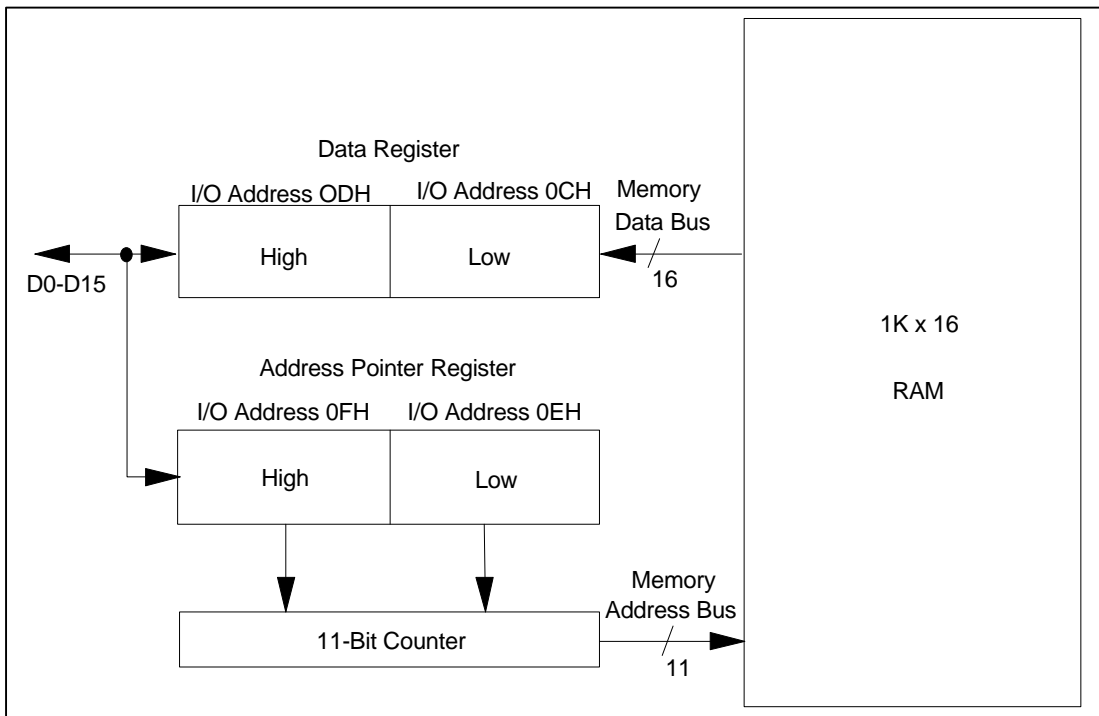 Data Register
I/O Address ODH
I/O Address 0CH
Memory
Data Bus
High
Low
16
D0-D15
1K x 16
RAM
Address Pointer Register
I/O Address 0FH
I/O Address 0EH
High
Low
Memory
Address Bus
11-Bit Counter
11